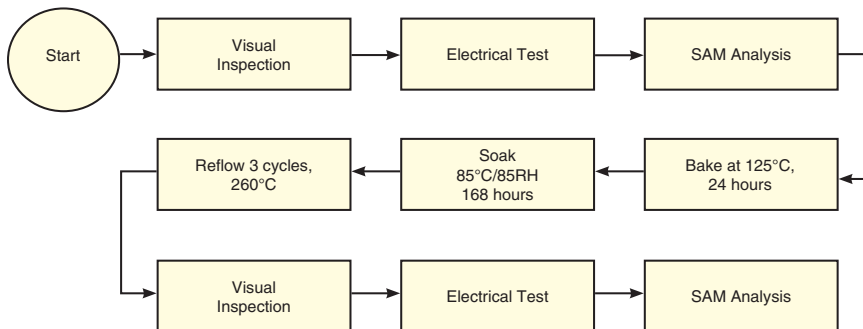 Start
Visual
Inspection
Electrical Test
SAM Analysis
Bake at 125°C,
24 hours
Soak
85°C/85RH
168 hours
Reflow 3 cycles,
260°C
Visual
Inspection
Electrical Test
SAM Analysis